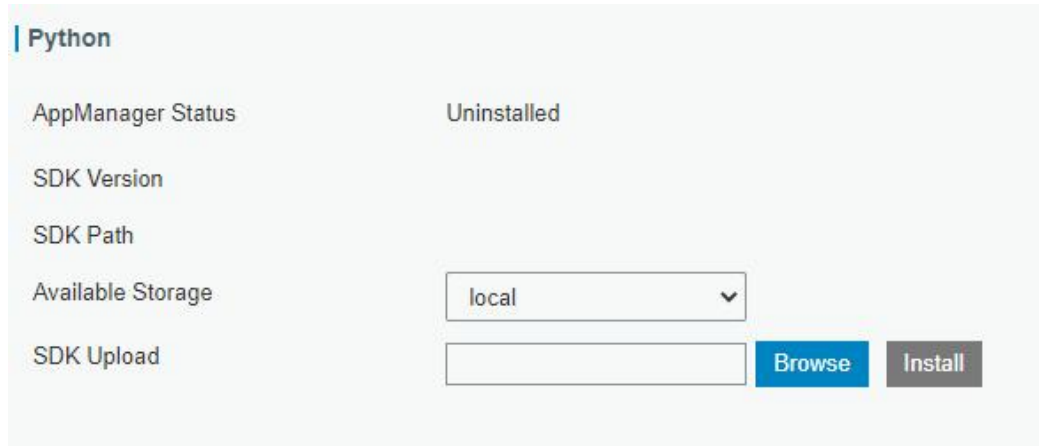 Python
AppManager Status Uninstalled
SDK Version
SDK Path
Available Storage local
SDK Upload Browse Install